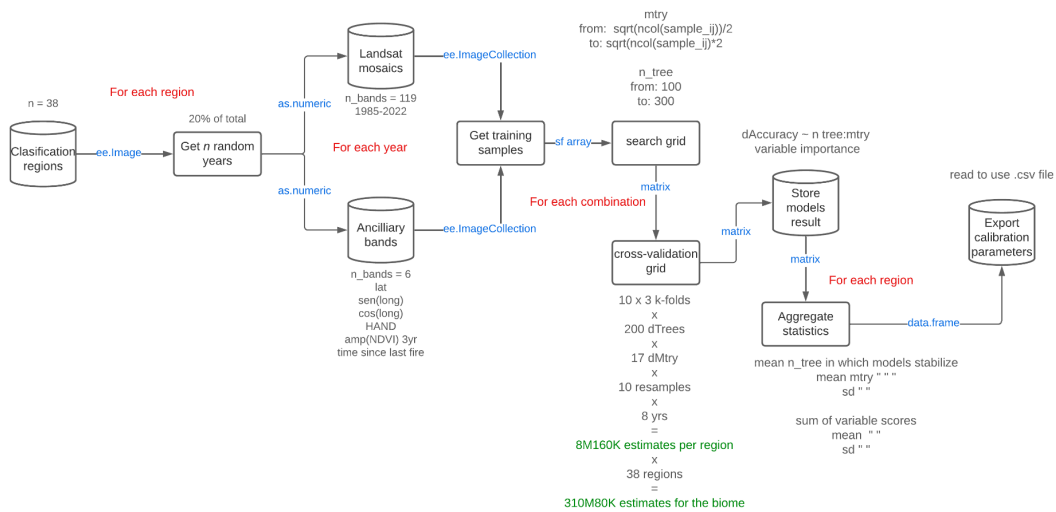 n = 38
Clasification
regions
ee.Image
For each region
20% of total
Get n random
years
as.numeric
as.numeric
For each year
Landsat
mosaics
n_bands = 119
1985-2022
Ancilliary
bands
n_bands = 6
lat
sen(long)
cos(long)
HAND
amp(NDVI) 3yr
time since last fire
ee.ImageCollection
ee.ImageCollection
Get training
samples
sf array
mtry
from:  sqrt(ncol(sample_ij))/2
to: sqrt(ncol(sample_ij)*2
n_tree
from: 100
to: 300
search grid
matrix
For each combination
cross-validation
grid
10 x 3 k-folds
x
200 dTrees
x
17 dMtry
x
10 resamples
x
8 yrs
=
8M160K estimates per region
x
38 regions
=
310M80K estimates for the biome
matrix
dAccuracy ~ n tree:mtry
variable importance
Store
models
result
matrix
For each region
Aggregate
statistics
mean n_tree in which models stabilize
mean mtry " " "
sd " "
sum of variable scores
mean  " "
sd " "
data.frame
read to use .csv file
Export
calibration
parameters